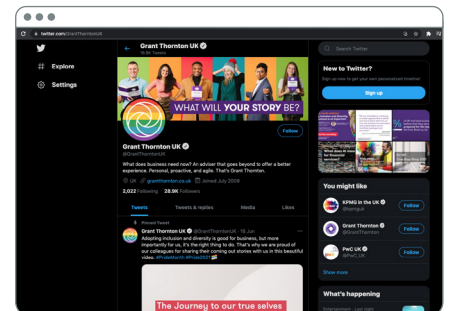 twitter.com/GrantThorntonUK
Explore
Settings
Grant Thornton UK
Tweets
WHAT WILL YOUR STORY BE?
Follow
Grant Thornton UK
@GrantThorntonUK
What does business need now? An adviser that goes beyond to offer a better
experience. Personal, proactive, and agile. That's Grant Thornton.
UK grantthornton.co.uk Joined July 2009
2,022 Following 28.9K Followers
Tweets Tweets & replies Media Likes
Pinned Tweet
Grant Thornton UK @GrantThorntonUK · 18 Jun
Adopting inclusion and diversity is good for business, but more
importantly for us, it's the right thing to do. That's why we are proud of
our colleagues for sharing their coming out stories with us in this beautiful
video. #PrideMonth #Pride2021
The Journey to our true selves
Search Twitter
New to Twitter?
Sign up now to get your own personalized timeline!
Sign up
You might like
KPMG in the UK
@kpmguk
Follow
Grant Thornton
@GrantThornton
Follow
PwC UK
@PwC_UK
Follow
Show more
What's happening